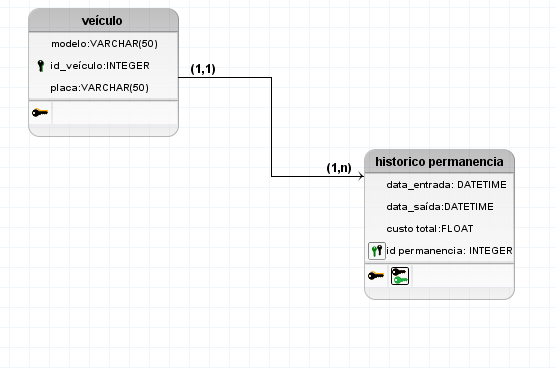 veículo
modelo:VARCHAR(50)
id_veículo:INTEGER
placa:VARCHAR(50)
(1,1)
(1,n)
historico permanencia
data_entrada: DATETIME
data_saída:DATETIME
custo total:FLOAT
id permanencia: INTEGER